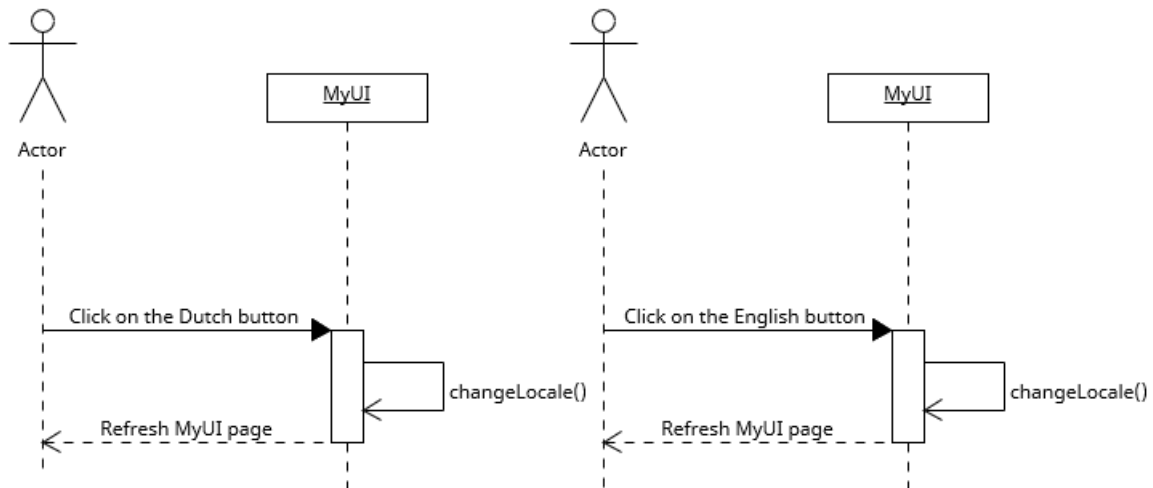 MyUI
Actor
Click on the Dutch button
changeLocale()
Refresh MyUI page
MyUI
Actor
Click on the English button
changeLocale()
Refresh MyUI page